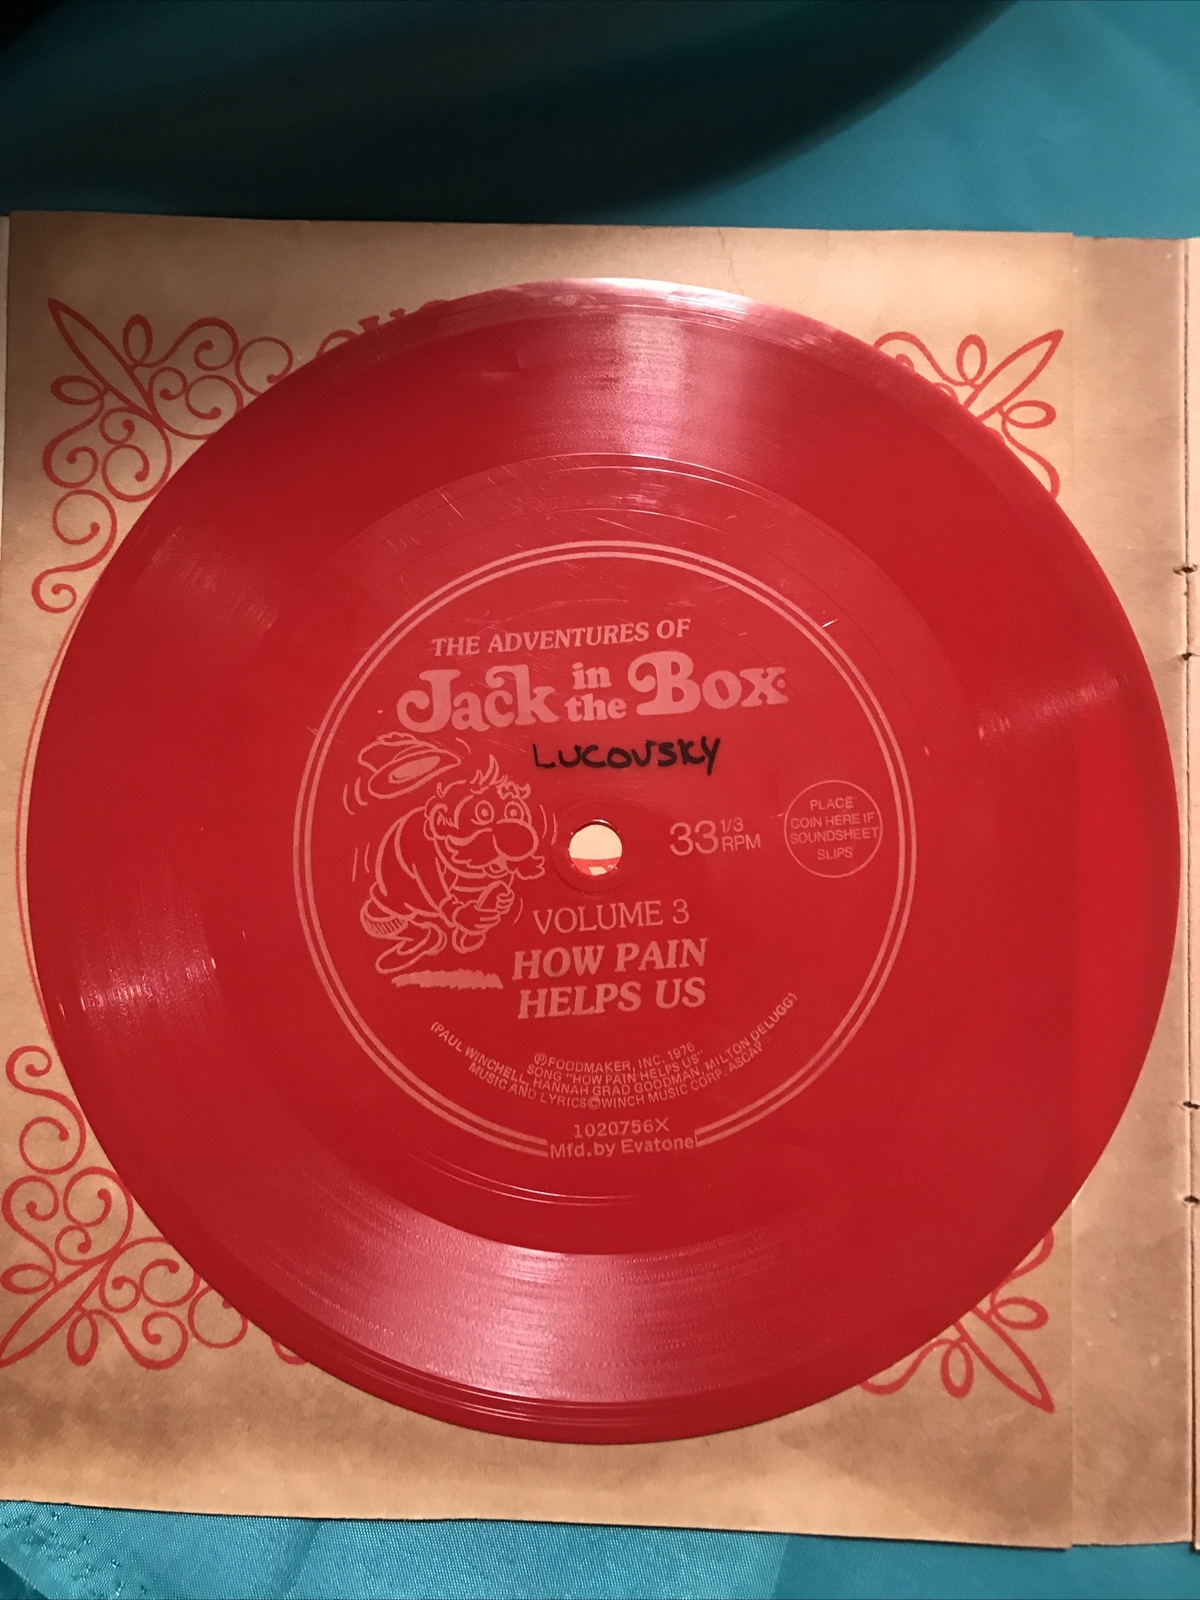 THE ADVENTURES OF
Jack in the Box
LUCOVSKY
33 1/3 RPM
PLACE
COIN HERE IF
SOUNDSHEET
SLIPS
VOLUME 3
HOW PAIN
HELPS US
℗FOODMAKER, INC. 1976
SONG "HOW PAIN HELPS US"
(PAUL WINCHELL, HANNAH GRAD GOODMAN, MILTON DELUGG)
MUSIC AND LYRICS©WINCH MUSIC CORP. ASCAP
1020756X
Mfd.by Evatone